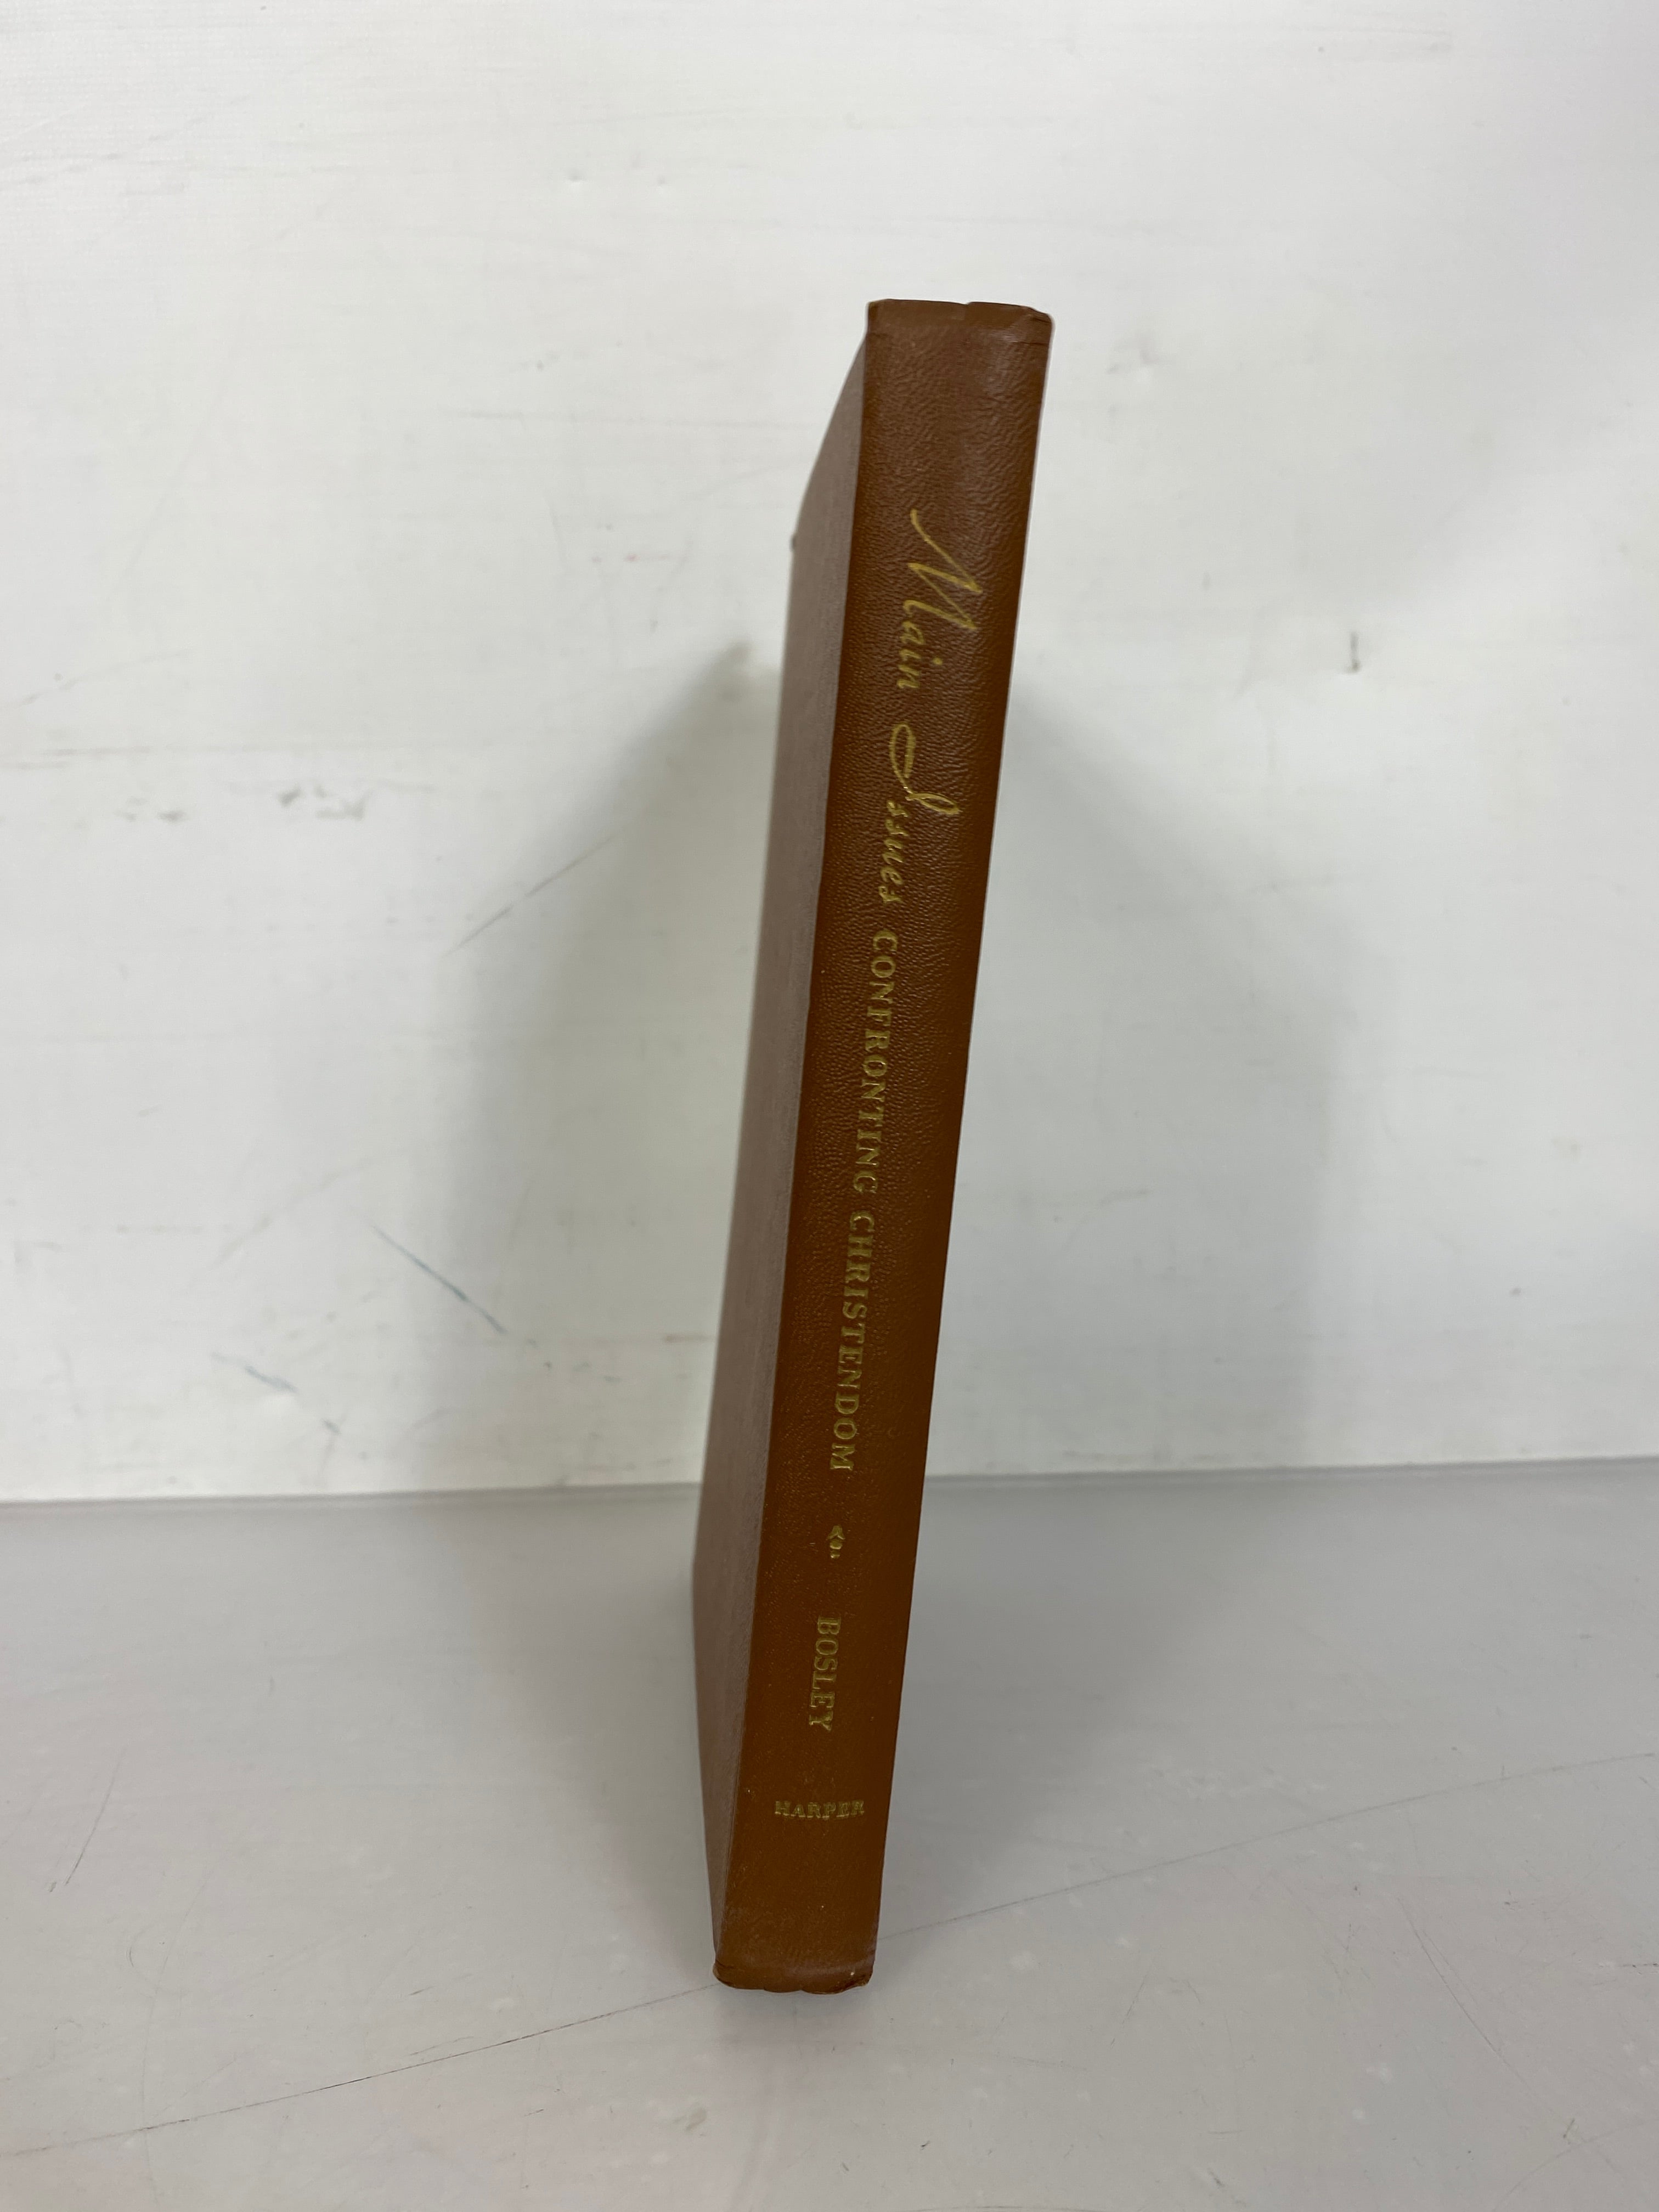 Main Issues CONFRONTING CHRISTENDOM BOSLEY
HARPER